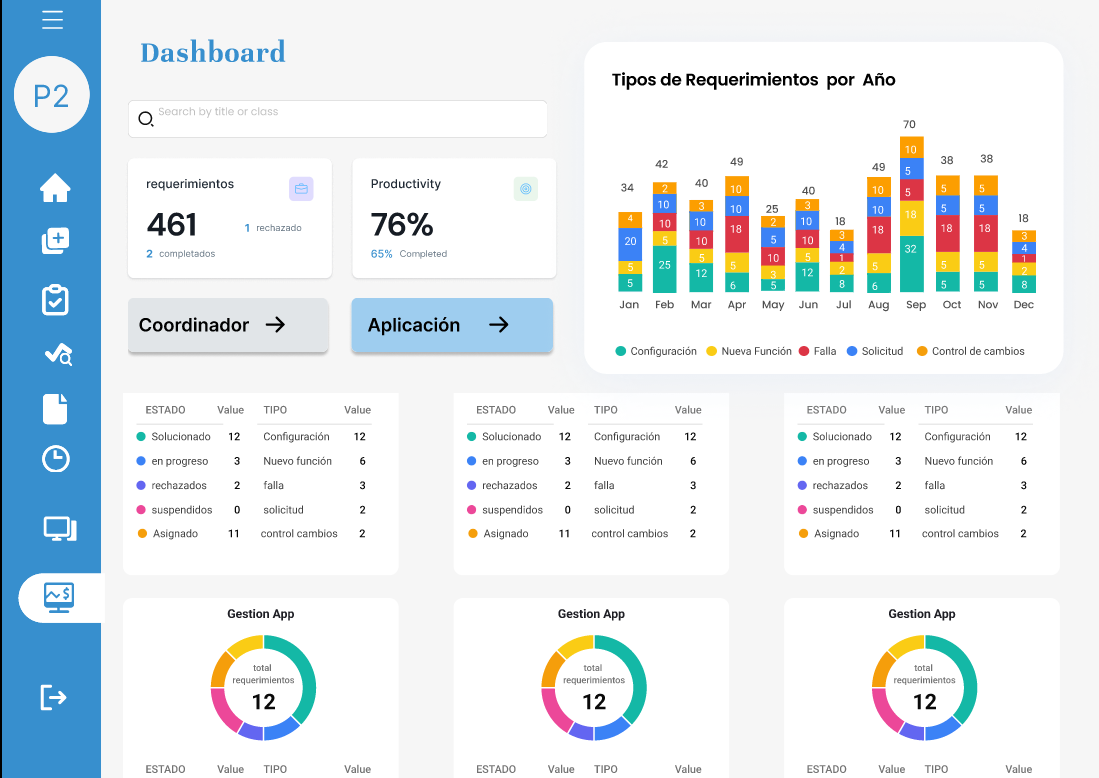 P2
Dashboard
Search by title or class
requerimientos
461
1 rechazado
2 completados
Productivity
76%
65% Completed
Coordinador
Aplicación
Tipos de Requerimientos por Año
34 42 40 49 25 40 18 49 70 38 38 18
4 20 5 5
2 10 10 5 25
3 10 10 5 12
10 10 18 5 6
2 5 10 3 5
3 10 10 5 12
3 4 1 2 8
10 10 18 5 6
10 5 5 18 32
5 5 18 5 5
5 5 18 5 5
3 4 1 2 8
Jan Feb Mar Apr May Jun Jul Aug Sep Oct Nov Dec
Configuración Nueva Función Falla Solicitud Control de cambios
ESTADO Value TIPO Value
Solucionado 12 Configuración 12
en progreso 3 Nuevo función 6
rechazados 2 falla 3
suspendidos 0 solicitud 2
Asignado 11 control cambios 2
ESTADO Value TIPO Value
Solucionado 12 Configuración 12
en progreso 3 Nuevo función 6
rechazados 2 falla 3
suspendidos 0 solicitud 2
Asignado 11 control cambios 2
ESTADO Value TIPO Value
Solucionado 12 Configuración 12
en progreso 3 Nuevo función 6
rechazados 2 falla 3
suspendidos 0 solicitud 2
Asignado 11 control cambios 2
Gestion App
total
requerimientos
12
ESTADO Value TIPO Value
Gestion App
total
requerimientos
12
ESTADO Value TIPO Value
Gestion App
total
requerimientos
12
ESTADO Value TIPO Value